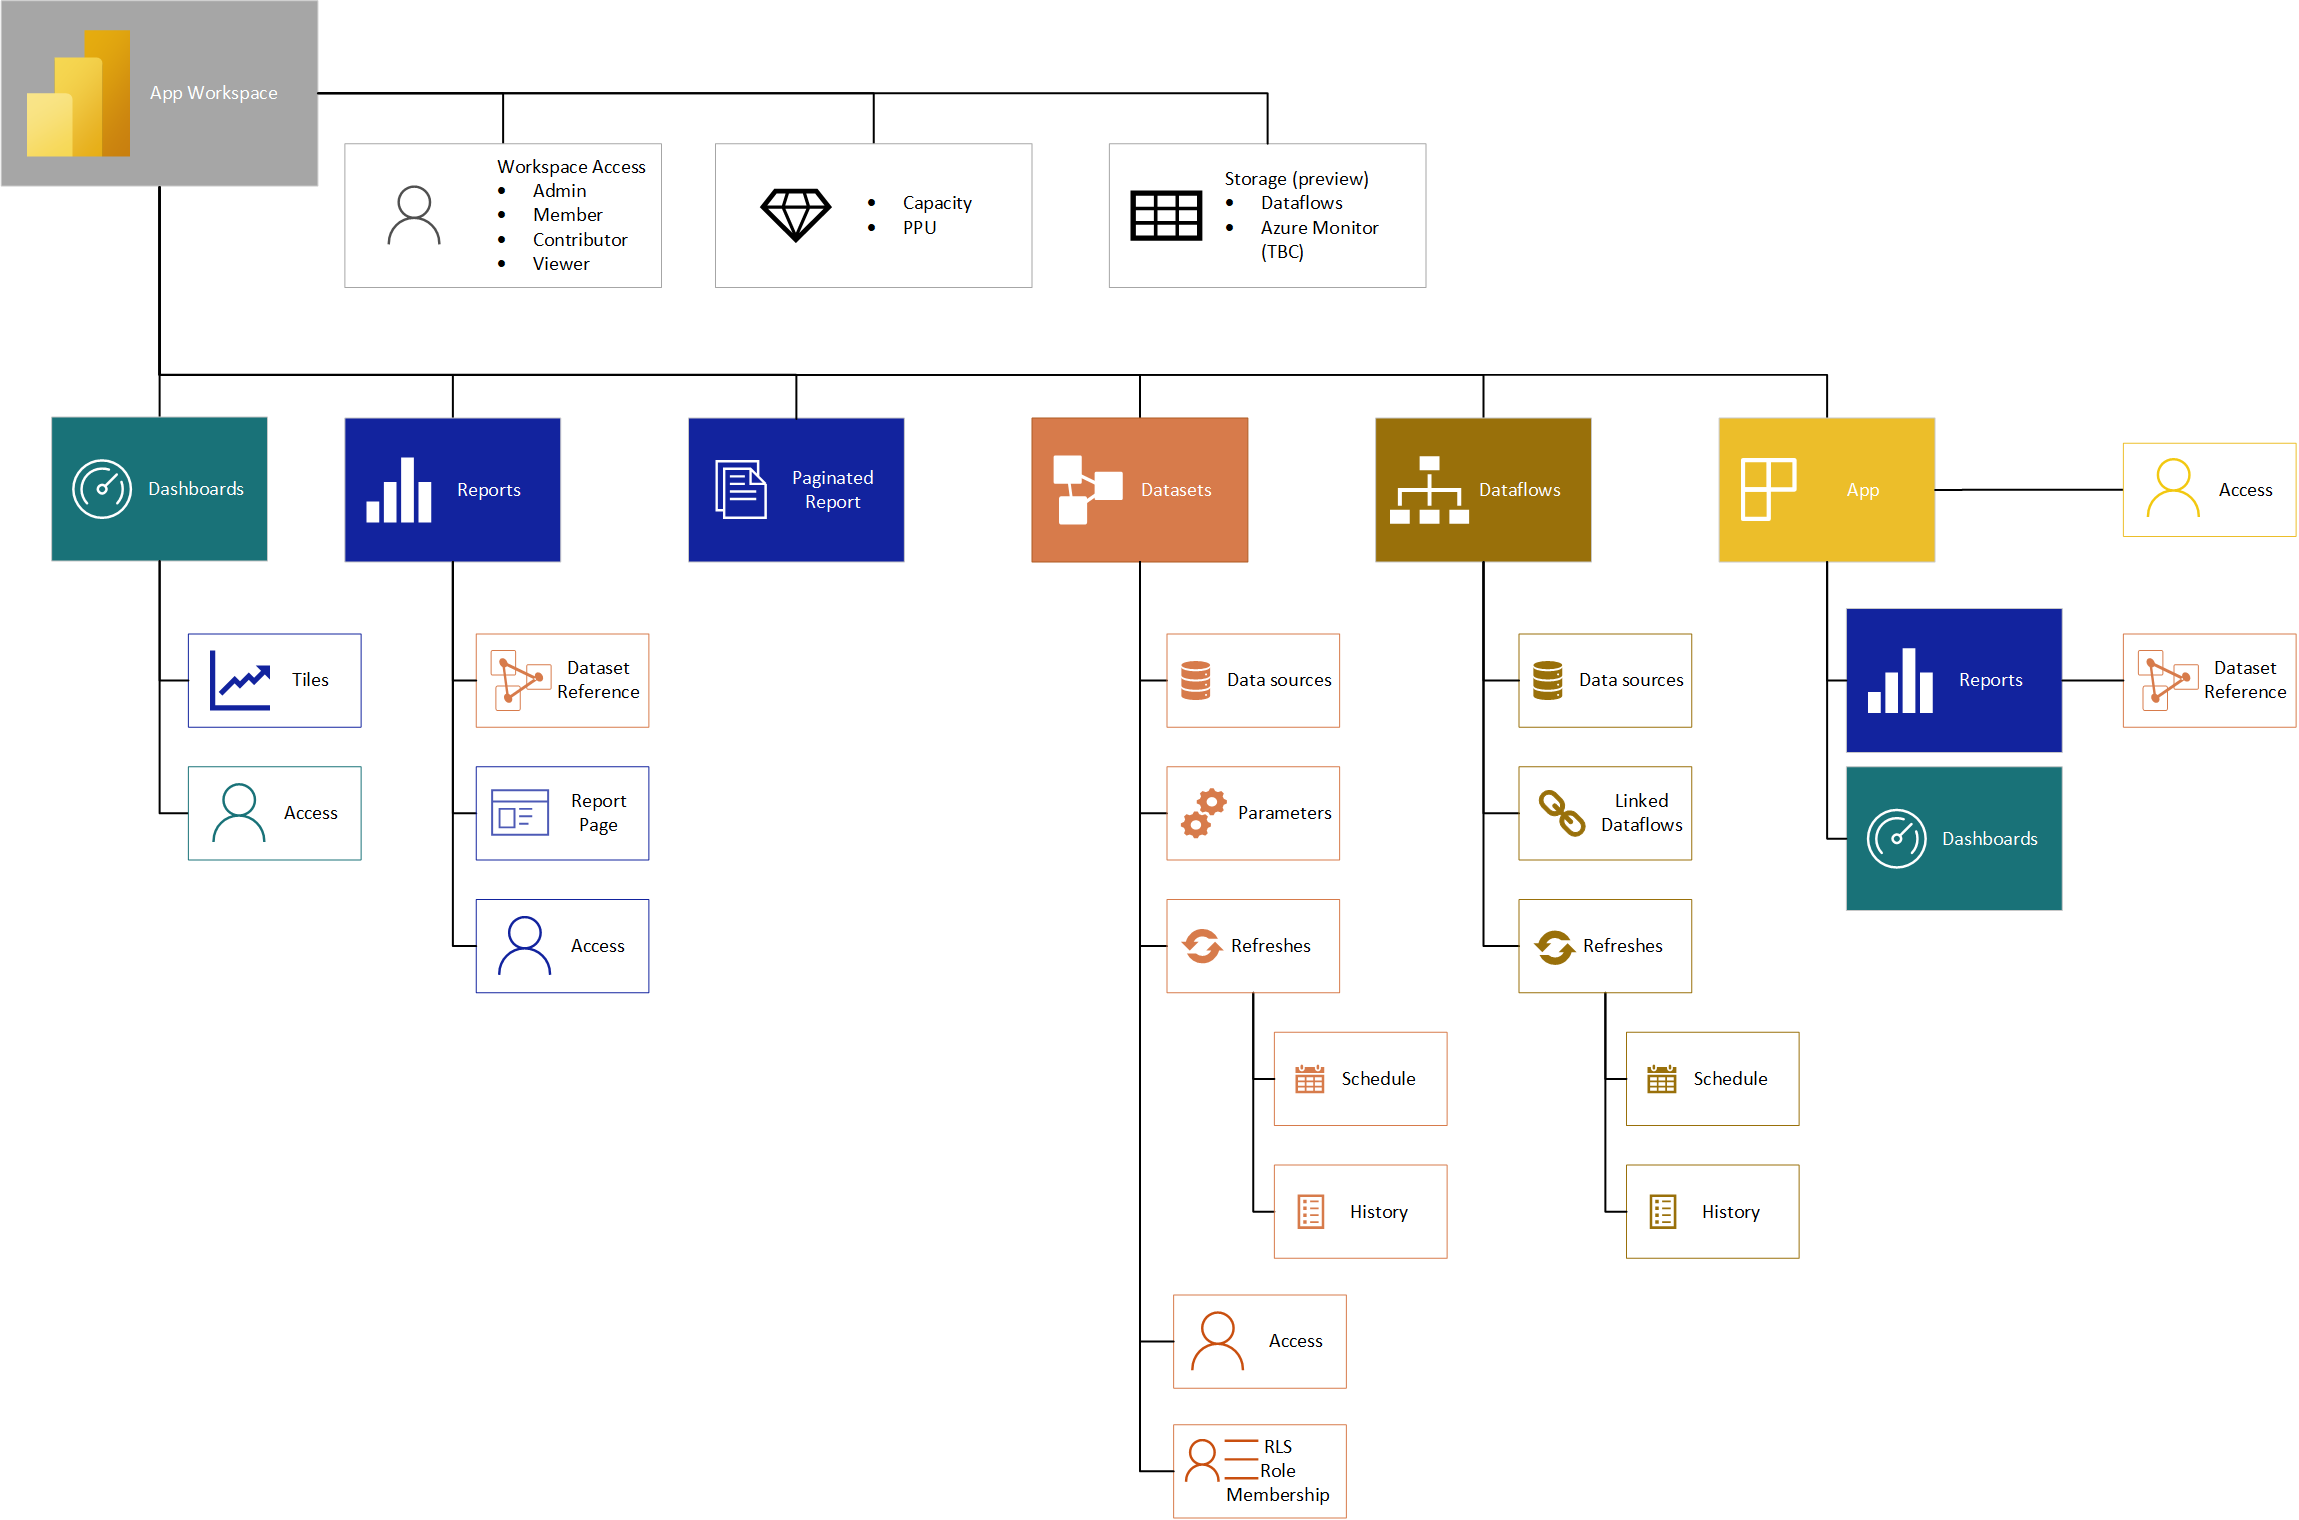 App Workspace
Workspace Access
• Admin
• Member
• Contributor
• Viewer
• Capacity
• PPU
Storage (preview)
• Dataflows
• Azure Monitor
(TBC)
Dashboards
Reports
Paginated
Report
Datasets
Dataflows
App
Access
Tiles
Access
Dataset
Reference
Report
Page
Access
Data sources
Parameters
Refreshes
Schedule
History
Access
RLS
Role
Membership
Data sources
Linked
Dataflows
Refreshes
Schedule
History
Reports
Dataset
Reference
Dashboards